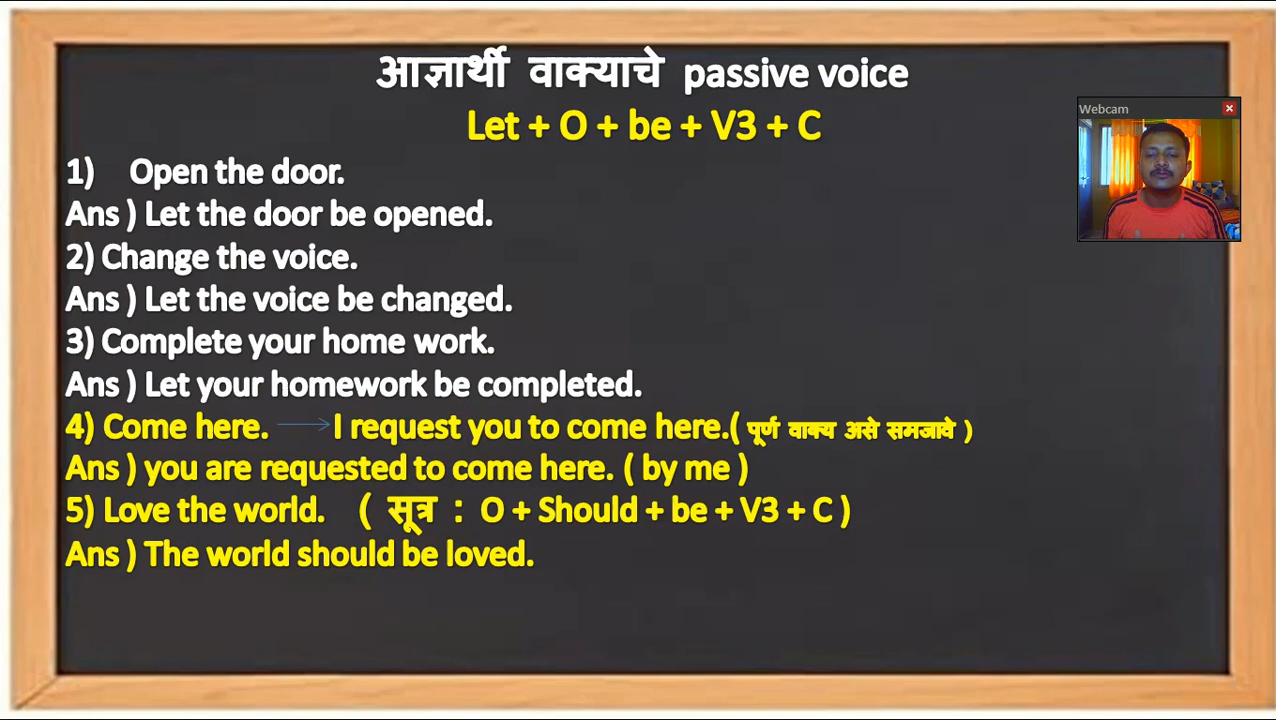 आज्ञार्थी वाक्याचे passive voice
Let + O + be + V3 + C
Webcam
1) Open the door.
Ans ) Let the door be opened.
2) Change the voice.
Ans ) Let the voice be changed.
3) Complete your home work.
Ans ) Let your homework be completed.
4) Come here. → I request you to come here.( पूर्ण वाक्य असे समजावे )
Ans ) you are requested to come here. ( by me )
5) Love the world. ( सूत्र : O + Should + be + V3 + C )
Ans ) The world should be loved.